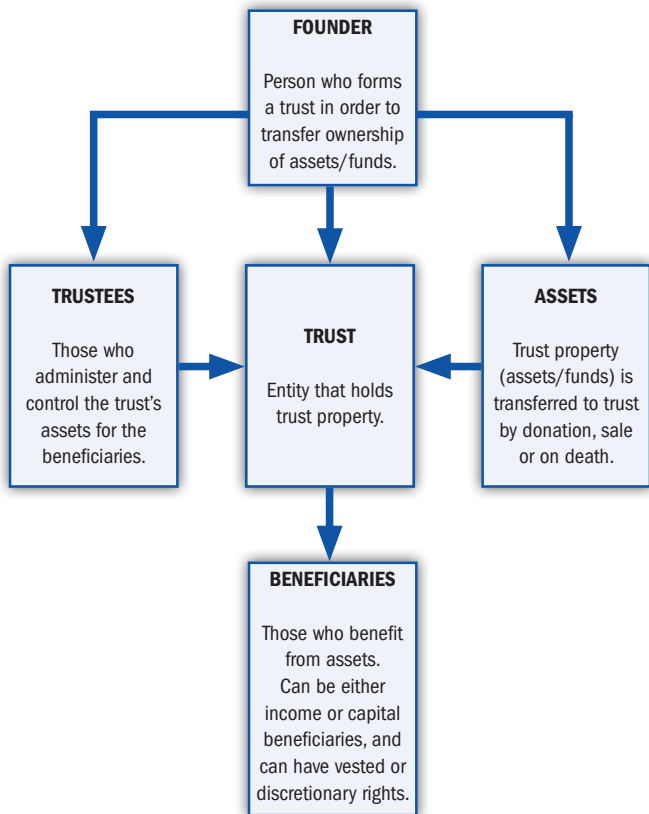 FOUNDER
Person who forms
a trust in order to
transfer ownership
of assets/funds.
TRUSTEES
Those who
administer and
control the trust's
assets for the
beneficiaries.
TRUST
Entity that holds
trust property.
ASSETS
Trust property
(assets/funds) is
transferred to trust
by donation, sale
or on death.
BENEFICIARIES
Those who benefit
from assets.
Can be either
income or capital
beneficiaries, and
can have vested or
discretionary rights.